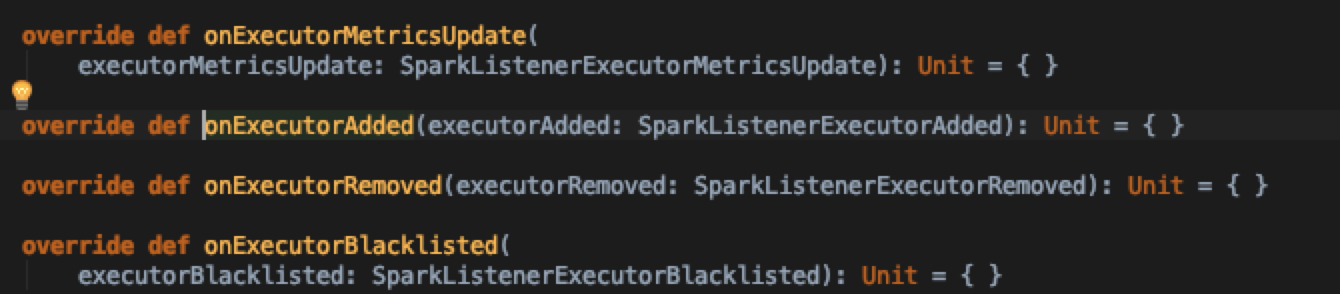 override def onExecutorMetricsUpdate(
executorMetricsUpdate: SparkListenerExecutorMetricsUpdate): Unit = { }
override def onExecutorAdded(executorAdded: SparkListenerExecutorAdded): Unit = { }
override def onExecutorRemoved(executorRemoved: SparkListenerExecutorRemoved): Unit = { }
override def onExecutorBlacklisted(
executorBlacklisted: SparkListenerExecutorBlacklisted): Unit = { }